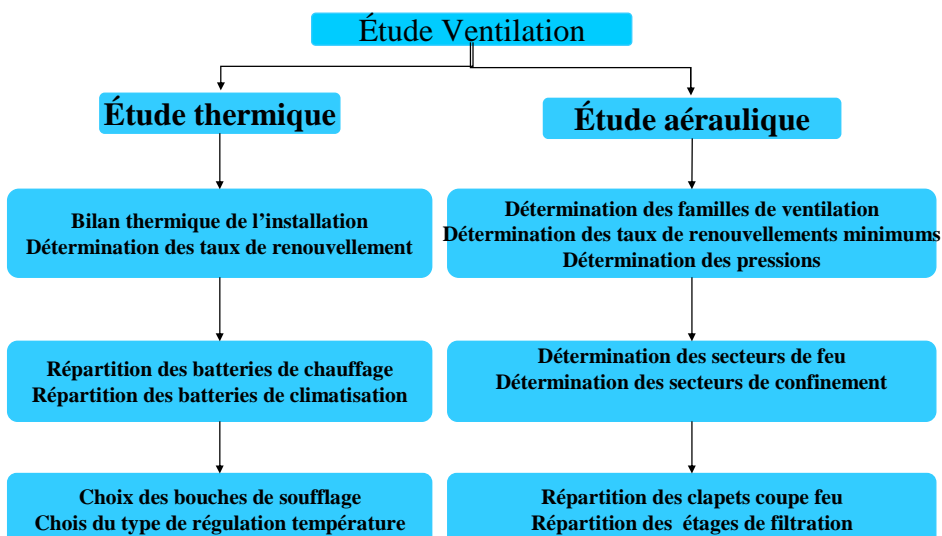 Étude Ventilation
Étude thermique
Étude aéraulique
Bilan thermique de l'installation
Détermination des taux de renouvellement
Détermination des familles de ventilation
Détermination des taux de renouvellements minimums
Détermination des pressions
Répartition des batteries de chauffage
Répartition des batteries de climatisation
Détermination des secteurs de feu
Détermination des secteurs de confinement
Choix des bouches de soufflage
Chois du type de régulation température
Répartition des clapets coupe feu
Répartition des étages de filtration